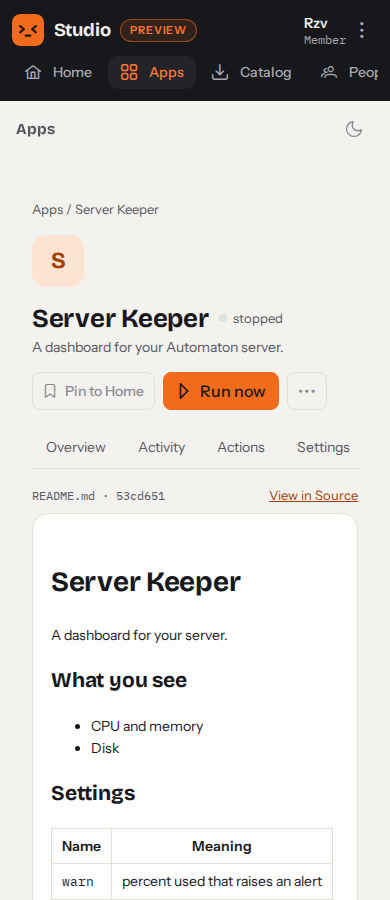 Studio PREVIEW
Rzv
Member
Home Apps Catalog Peop
Apps
Apps / Server Keeper
S
Server Keeper stopped
A dashboard for your Automaton server.
Pin to Home Run now
Overview Activity Actions Settings
README.md · 53cd651 View in Source
Server Keeper
A dashboard for your server.
What you see
• CPU and memory
• Disk
Settings
Name Meaning
warn percent used that raises an alert